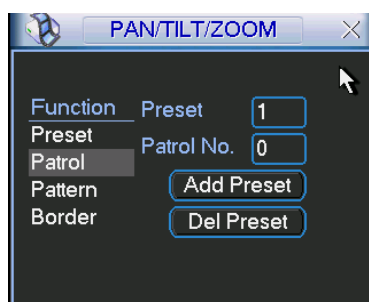 PAN/TILT/ZOOM
Function
Preset
Patrol
Pattern
Border
Preset 1
Patrol No. 0
Add Preset
Del Preset